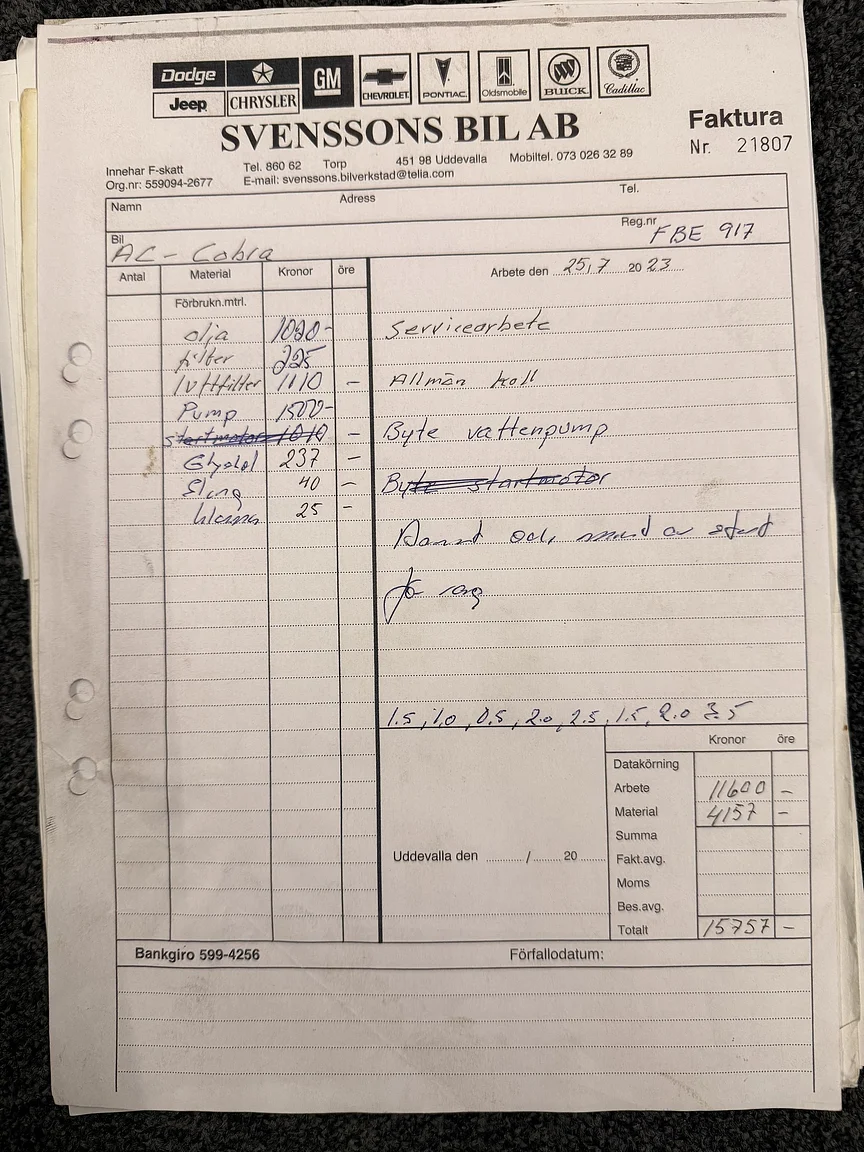 Dodge
Jeep
CHRYSLER
GM
CHEVROLET
PONTIAC
Oldsmobile
BUICK
Cadillac
SVENSSONS BIL AB
Faktura
Nr. 21807
Innehar F-skatt
Org.nr: 559094-2677
Tel. 860 62 Torp 451 98 Uddevalla Mobiltel. 073 026 32 89
E-mail: svenssons.bilverkstad@telia.com
Namn Adress Tel.
Bil Reg.nr
AC - Cobra FBE 917
Antal Material Kronor öre
Arbete den 25,7 2023
Förbrukn.mtrl.
olja 1020-
filter 225
luftfilter 1110 -
Pump 1500-
startmotor 1010 -
Glykol 237 -
Slang 40 -
25 -
Servicearbete
Allmän koll
Byte vattenpump
Byte startmotor
och av
1.5, 1.0, 0.5, 2.0, 2.5, 1.5, 2.0 3.5
Kronor öre
Datakörning
Arbete 11600 -
Material 4157 -
Summa
Fakt.avg.
Moms
Bes.avg.
Totalt 15757 -
Uddevalla den / 20
Bankgiro 599-4256 Förfallodatum: